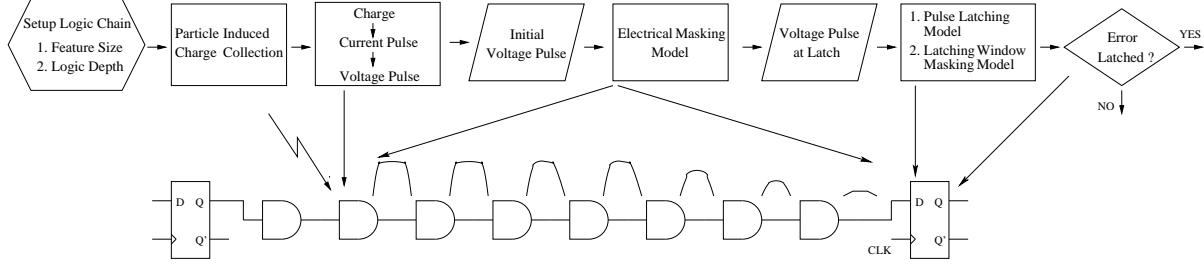 Setup Logic Chain
1. Feature Size
2. Logic Depth
Particle Induced
Charge Collection
Charge
Current Pulse
Voltage Pulse
Initial
Voltage Pulse
Electrical Masking
Model
Voltage Pulse
at Latch
1. Pulse Latching
Model
2. Latching Window
Masking Model
Error
Latched ?
YES
NO
D Q
Q'
D Q
CLK
Q'